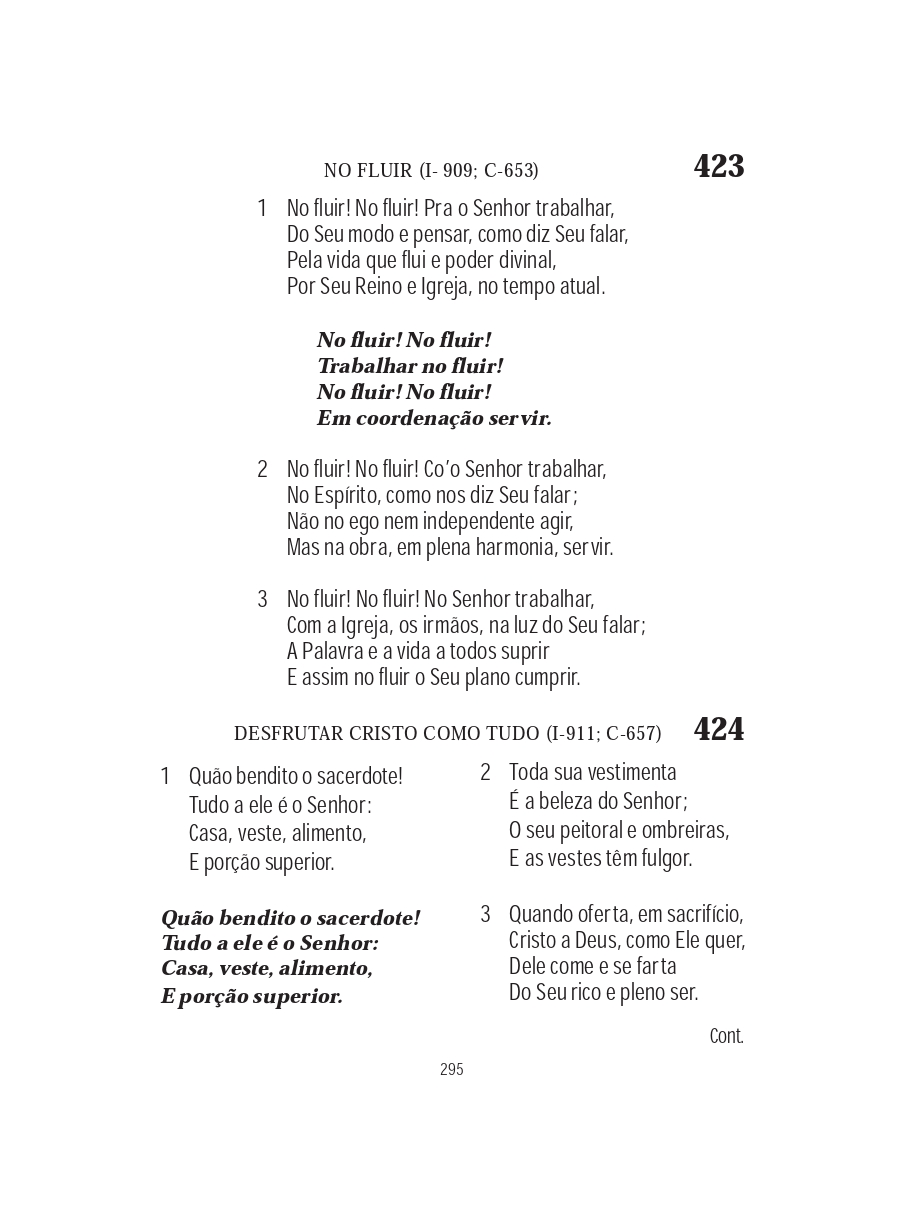 NO FLUIR (I- 909; C-653) 423
1 No fluir! No fluir! Pra o Senhor trabalhar,
Do Seu modo e pensar, como diz Seu falar,
Pela vida que flui e poder divinal,
Por Seu Reino e Igreja, no tempo atual.
No fluir! No fluir!
Trabalhar no fluir!
No fluir! No fluir!
Em coordenação servir.
2 No fluir! No fluir! Co’o Senhor trabalhar,
No Espírito, como nos diz Seu falar;
Não no ego nem independente agir,
Mas na obra, em plena harmonia, servir.
3 No fluir! No fluir! No Senhor trabalhar,
Com a Igreja, os irmãos, na luz do Seu falar;
A Palavra e a vida a todos suprir
E assim no fluir o Seu plano cumprir.
DESFRUTAR CRISTO COMO TUDO (I-911; C-657) 424
1 Quão bendito o sacerdote!
Tudo a ele é o Senhor:
Casa, veste, alimento,
E porção superior.
Quão bendito o sacerdote!
Tudo a ele é o Senhor:
Casa, veste, alimento,
E porção superior.
2 Toda sua vestimenta
É a beleza do Senhor;
O seu peitoral e ombreiras,
E as vestes têm fulgor.
3 Quando oferta, em sacrifício,
Cristo a Deus, como Ele quer,
Dele come e se farta
Do Seu rico e pleno ser.
Cont.
295